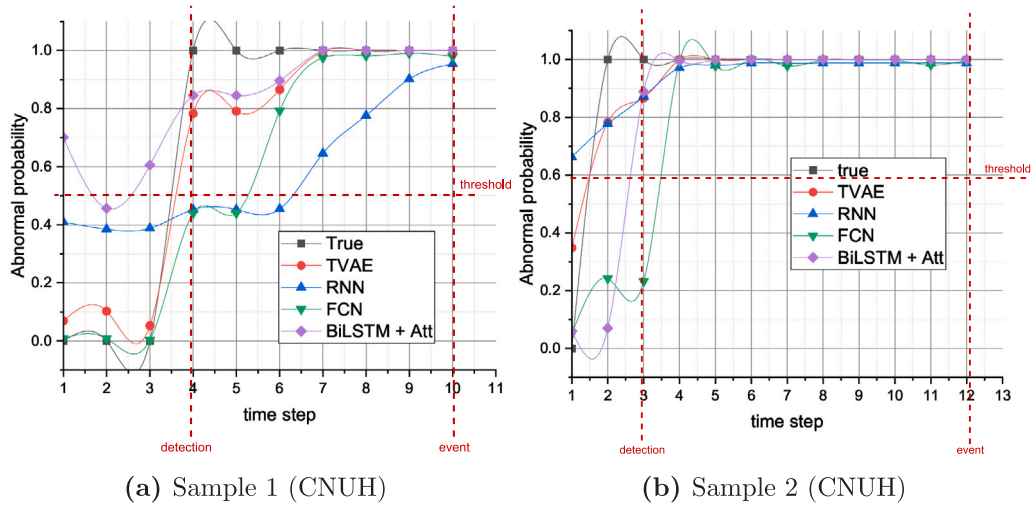 Abnormal probability
1.0
0.8
0.6
0.4
0.2
0.0
threshold
True
TVAE
RNN
FCN
BiLSTM + Att
1 2 3 4 5 6 7 8 9 10 11
time step
detection
event
(a) Sample 1 (CNUH)
Abnormal probability
1.0
0.8
0.6
0.4
0.2
0.0
threshold
true
TVAE
RNN
FCN
BiLSTM + Att
1 2 3 4 5 6 7 8 9 10 11 12 13
time step
detection
event
(b) Sample 2 (CNUH)